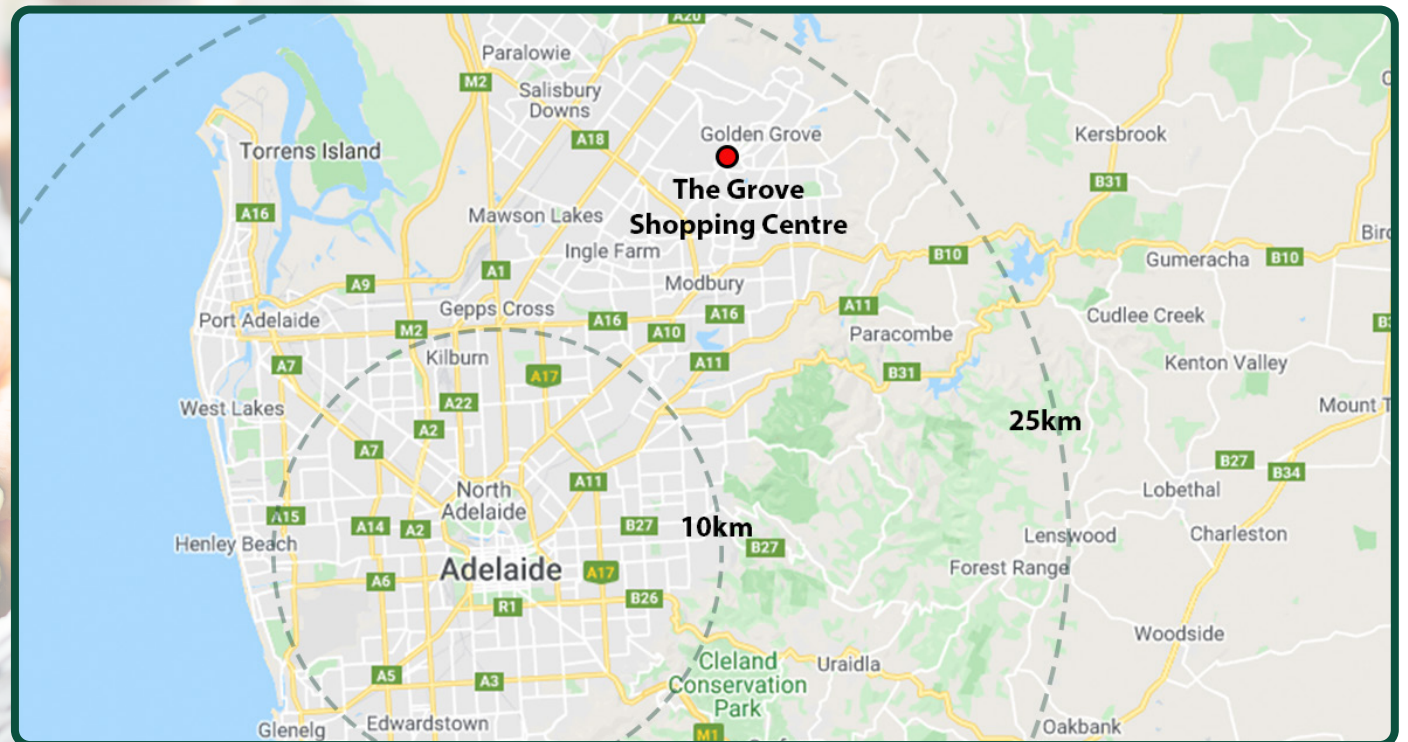 A20
Paralowie
M2
Salisbury
Downs
A18
Golden Grove
Kersbrook
Torrens Island
The Grove
Shopping Centre
B31
A16
Mawson Lakes
Ingle Farm
B10
Gumeracha
B10
A9
A1
Modbury
Gepps Cross
A11
Port Adelaide
M2
A16
A10
A16
Paracombe
Cudlee Creek
Kilburn
A11
A7
A17
B31
Kenton Valley
West Lakes
A22
A2
25km
Mount T
A7
B27
B34
North
Adelaide
A11
Lobethal
A15
A14
A2
B27
10km
Henley Beach
B27
Lenswood
Charleston
Adelaide
A17
Forest Range
A6
R1
B26
Woodside
Cleland
Conservation
Park
Uraidla
A5
A3
Glenelg
Edwardstown
M1
Oakbank